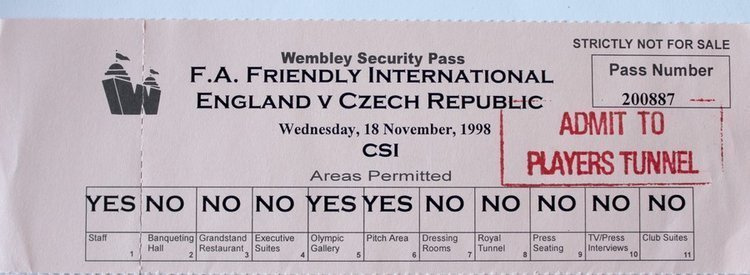 STRICTLY NOT FOR SALE
Wembley Security Pass
F.A. FRIENDLY INTERNATIONAL
Pass Number
ENGLAND V CZECH REPUBLIC
200887
Wednesday, 18 November, 1998
ADMIT TO
CSI
PLAYERS TUNNEL
Areas Permitted
YES NO NO NO YES YES NO NO NO NO NO
Staff 1 Banqueting Hall 2 Grandstand Restaurant 3 Executive Suites 4 Olympic Gallery 5 Pitch Area 6 Dressing Rooms 7 Royal Tunnel 8 Press Seating 9 TV/Press Interviews 10 Club Suites 11